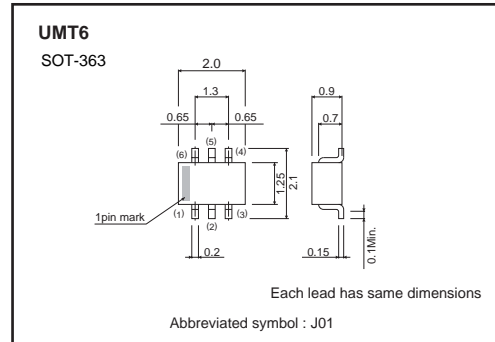 UMT6
SOT-363
2.0
1.3
0.65
0.65
0.9
0.7
(5)
(6)
(4)
1.25
2.1
1pin mark
(1)
(2)
(3)
0.2
0.15
0.1Min.
Each lead has same dimensions
Abbreviated symbol : J01